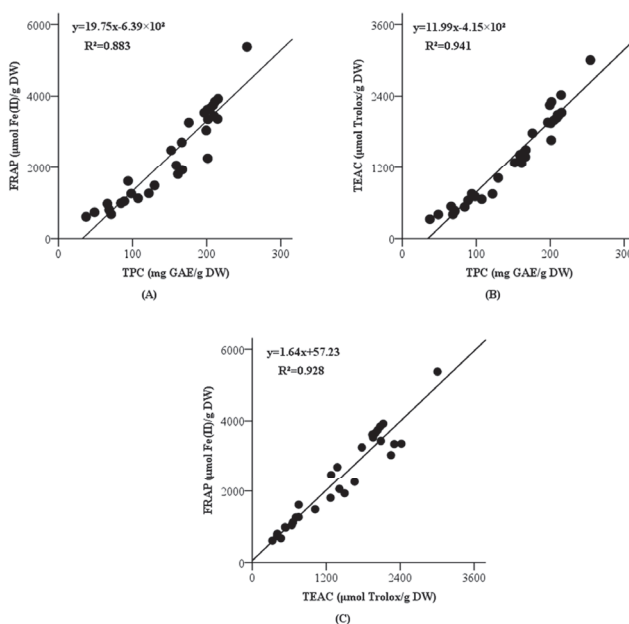 y=19.75x-6.39×10²
R²=0.883
6000
4000
2000
0
FRAP (μmol Fe(II)/g DW)
0 100 200 300
TPC (mg GAE/g DW)
(A)
y=11.99x-4.15×10²
R²=0.941
3600
2400
1200
0
TEAC (μmol Trolox/g DW)
0 100 200 300
TPC (mg GAE/g DW)
(B)
y=1.64x+57.23
R²=0.928
6000
4000
2000
0
FRAP (μmol Fe(II)/g DW)
0 1200 2400 3600
TEAC (μmol Trolox/g DW)
(C)